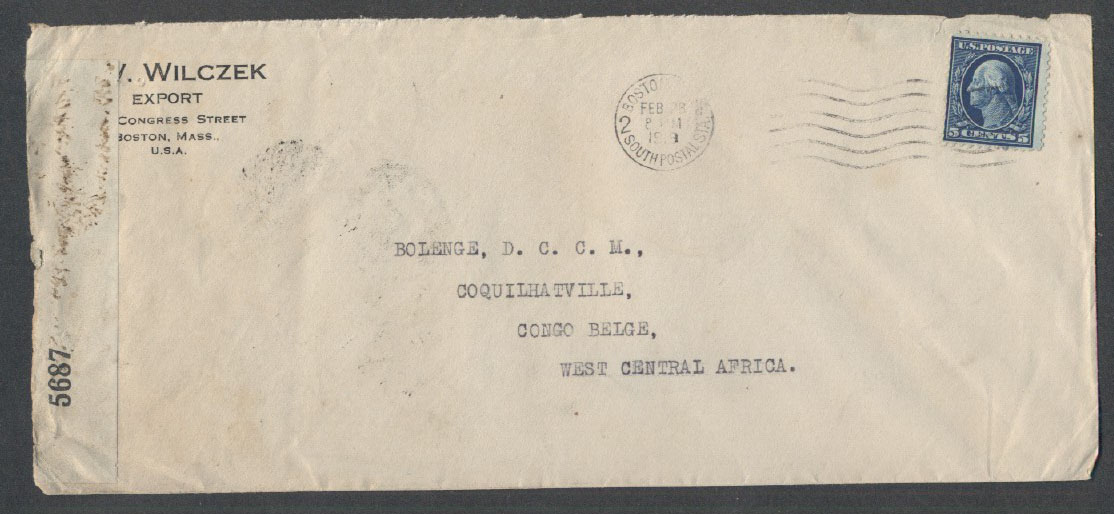 WILCZEK
EXPORT
CONGRESS STREET
BOSTON, MASS.,
U.S.A.
BOSTON
FEB 28
2
SOUTH POSTAL STA.
U.S. POSTAGE
5 CENTS 5
BOLENGE, D. C. C. M.,
COQUILHATVILLE,
CONGO BELGE,
WEST CENTRAL AFRICA.
5687